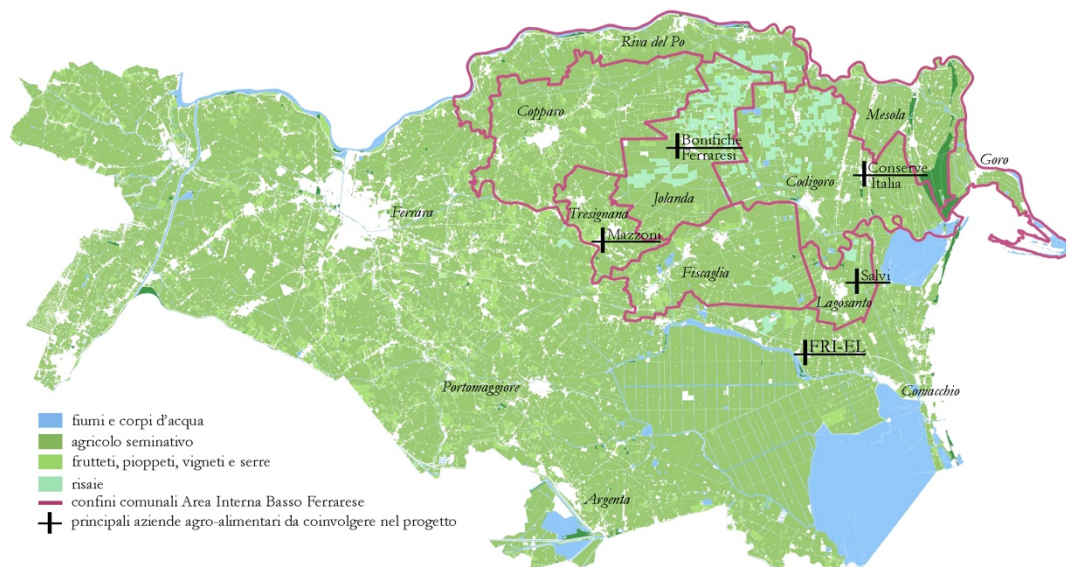 Riva del Po
Copparo
Mesola
Bonifiche
Ferraresi
Goro
Conserve
Italia
Codigoro
Jolanda
Ferrara
Tresignana
Mazzoni
Fiscaglia
Salvi
Lagosanto
FRI-EL
Portomaggiore
Comacchio
fiumi e corpi d'acqua
agricolo seminativo
frutteti, pioppeti, vigneti e serre
risaie
confini comunali Area Interna Basso Ferrarese
Argenta
principali aziende agro-alimentari da coinvolgere nel progetto